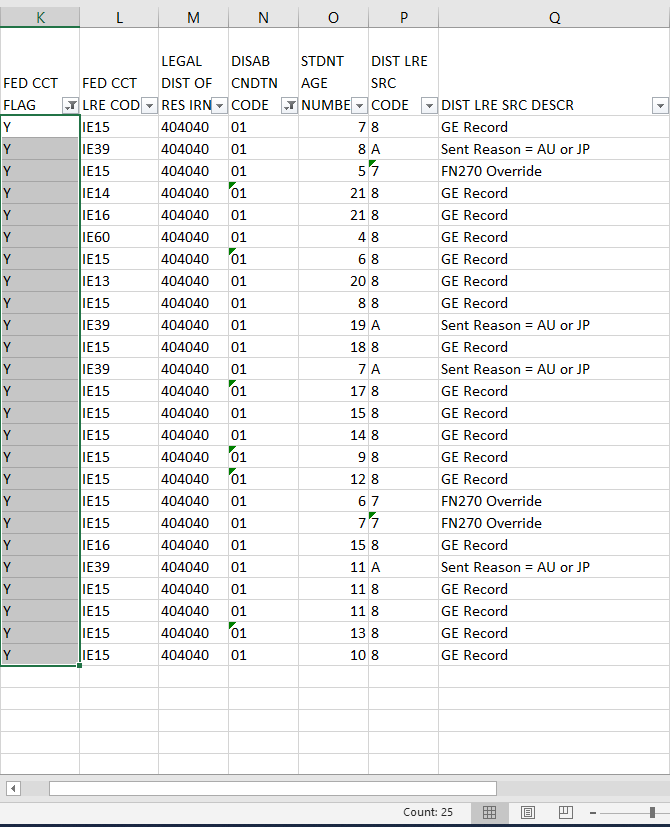 K L M N O P Q
LEGAL DISAB STDNT DIST LRE
FED CCT FED CCT DIST OF CNDTN AGE SRC
FLAG LRE COD RES IRN CODE NUMBE CODE DIST LRE SRC DESCR
Y IE15 404040 01 7 8 GE Record
Y IE39 404040 01 8 A Sent Reason = AU or JP
Y IE15 404040 01 5 7 FN270 Override
Y IE14 404040 01 21 8 GE Record
Y IE16 404040 01 21 8 GE Record
Y IE60 404040 01 4 8 GE Record
Y IE15 404040 01 6 8 GE Record
Y IE13 404040 01 20 8 GE Record
Y IE15 404040 01 8 8 GE Record
Y IE39 404040 01 19 A Sent Reason = AU or JP
Y IE15 404040 01 18 8 GE Record
Y IE39 404040 01 7 A Sent Reason = AU or JP
Y IE15 404040 01 17 8 GE Record
Y IE15 404040 01 15 8 GE Record
Y IE15 404040 01 14 8 GE Record
Y IE15 404040 01 9 8 GE Record
Y IE15 404040 01 12 8 GE Record
Y IE15 404040 01 6 7 FN270 Override
Y IE15 404040 01 7 7 FN270 Override
Y IE16 404040 01 15 8 GE Record
Y IE39 404040 01 11 A Sent Reason = AU or JP
Y IE15 404040 01 11 8 GE Record
Y IE15 404040 01 11 8 GE Record
Y IE15 404040 01 13 8 GE Record
Y IE15 404040 01 10 8 GE Record
Count: 25